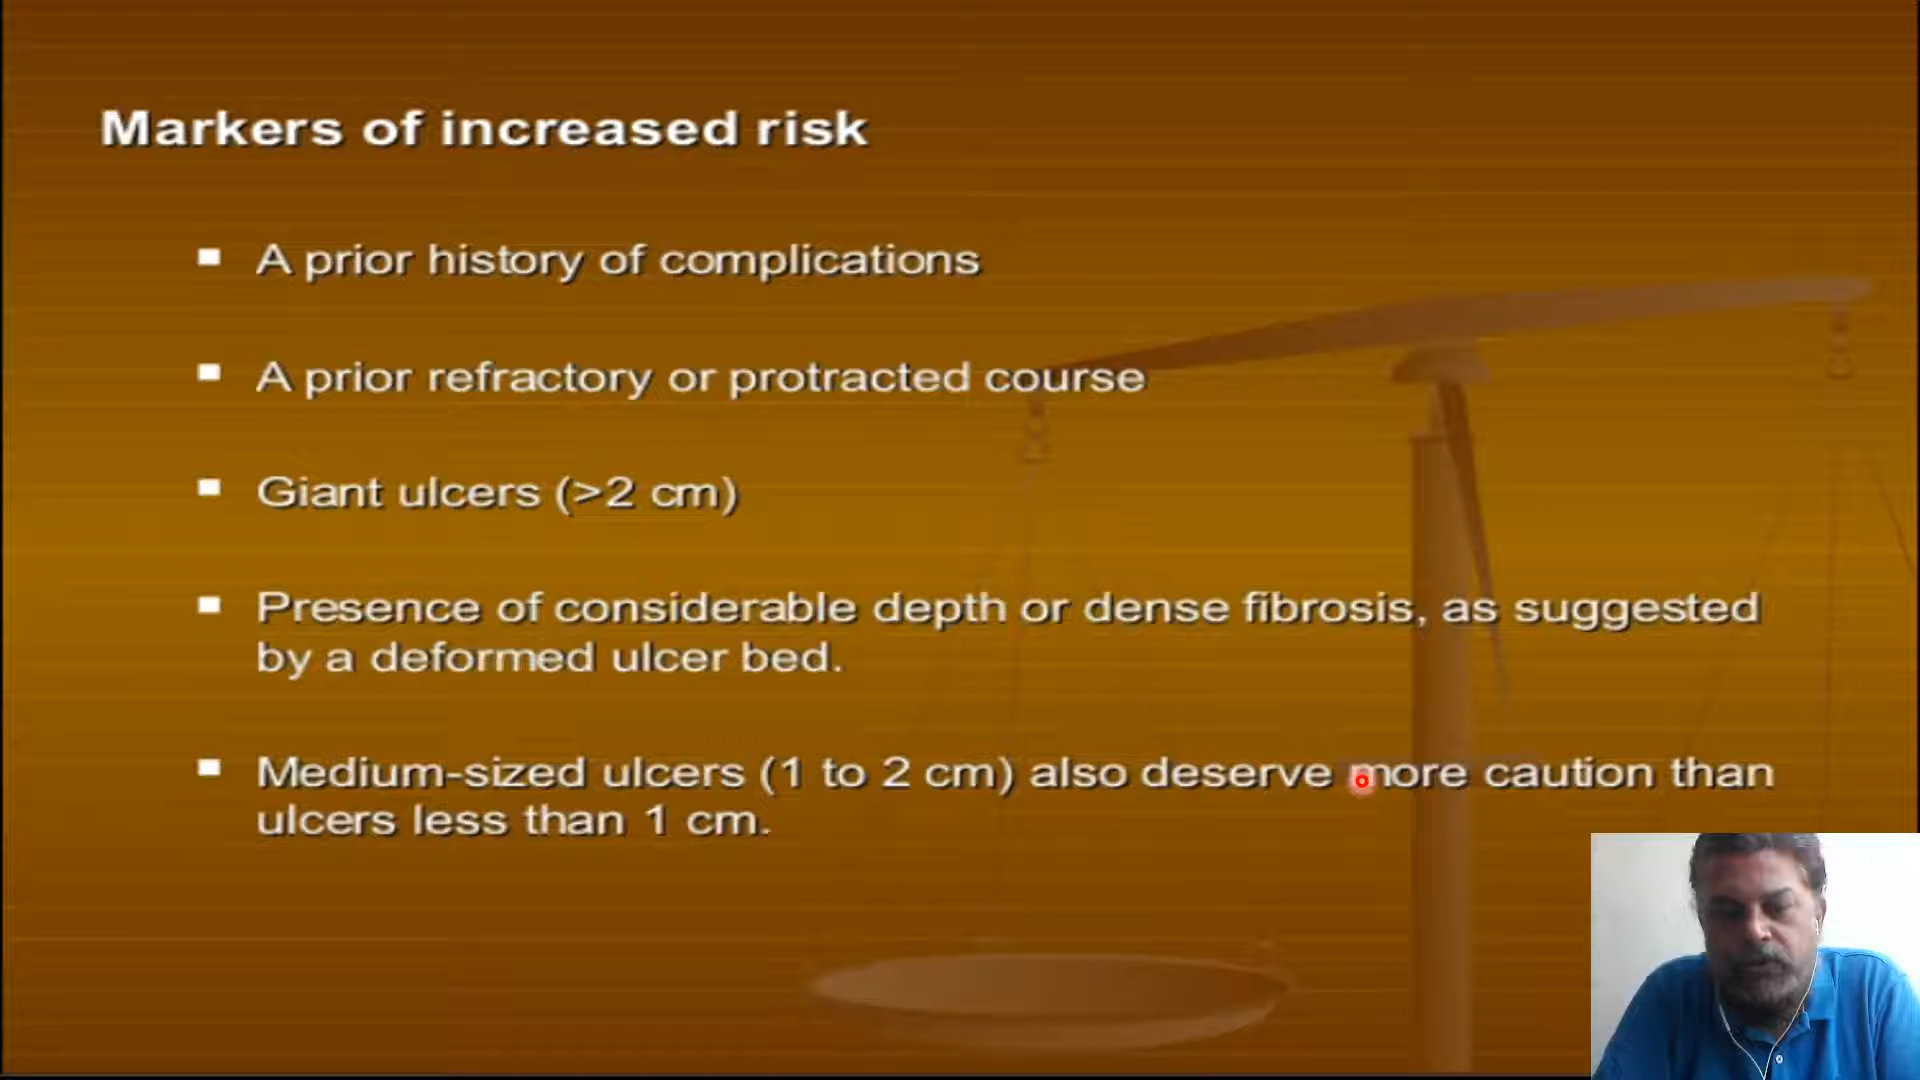 Markers of increased risk
A prior history of complications
A prior refractory or protracted course
Giant ulcers (>2 cm)
Presence of considerable depth or dense fibrosis, as suggested
by a deformed ulcer bed.
Medium-sized ulcers (1 to 2 cm) also deserve more caution than
ulcers less than 1 cm.